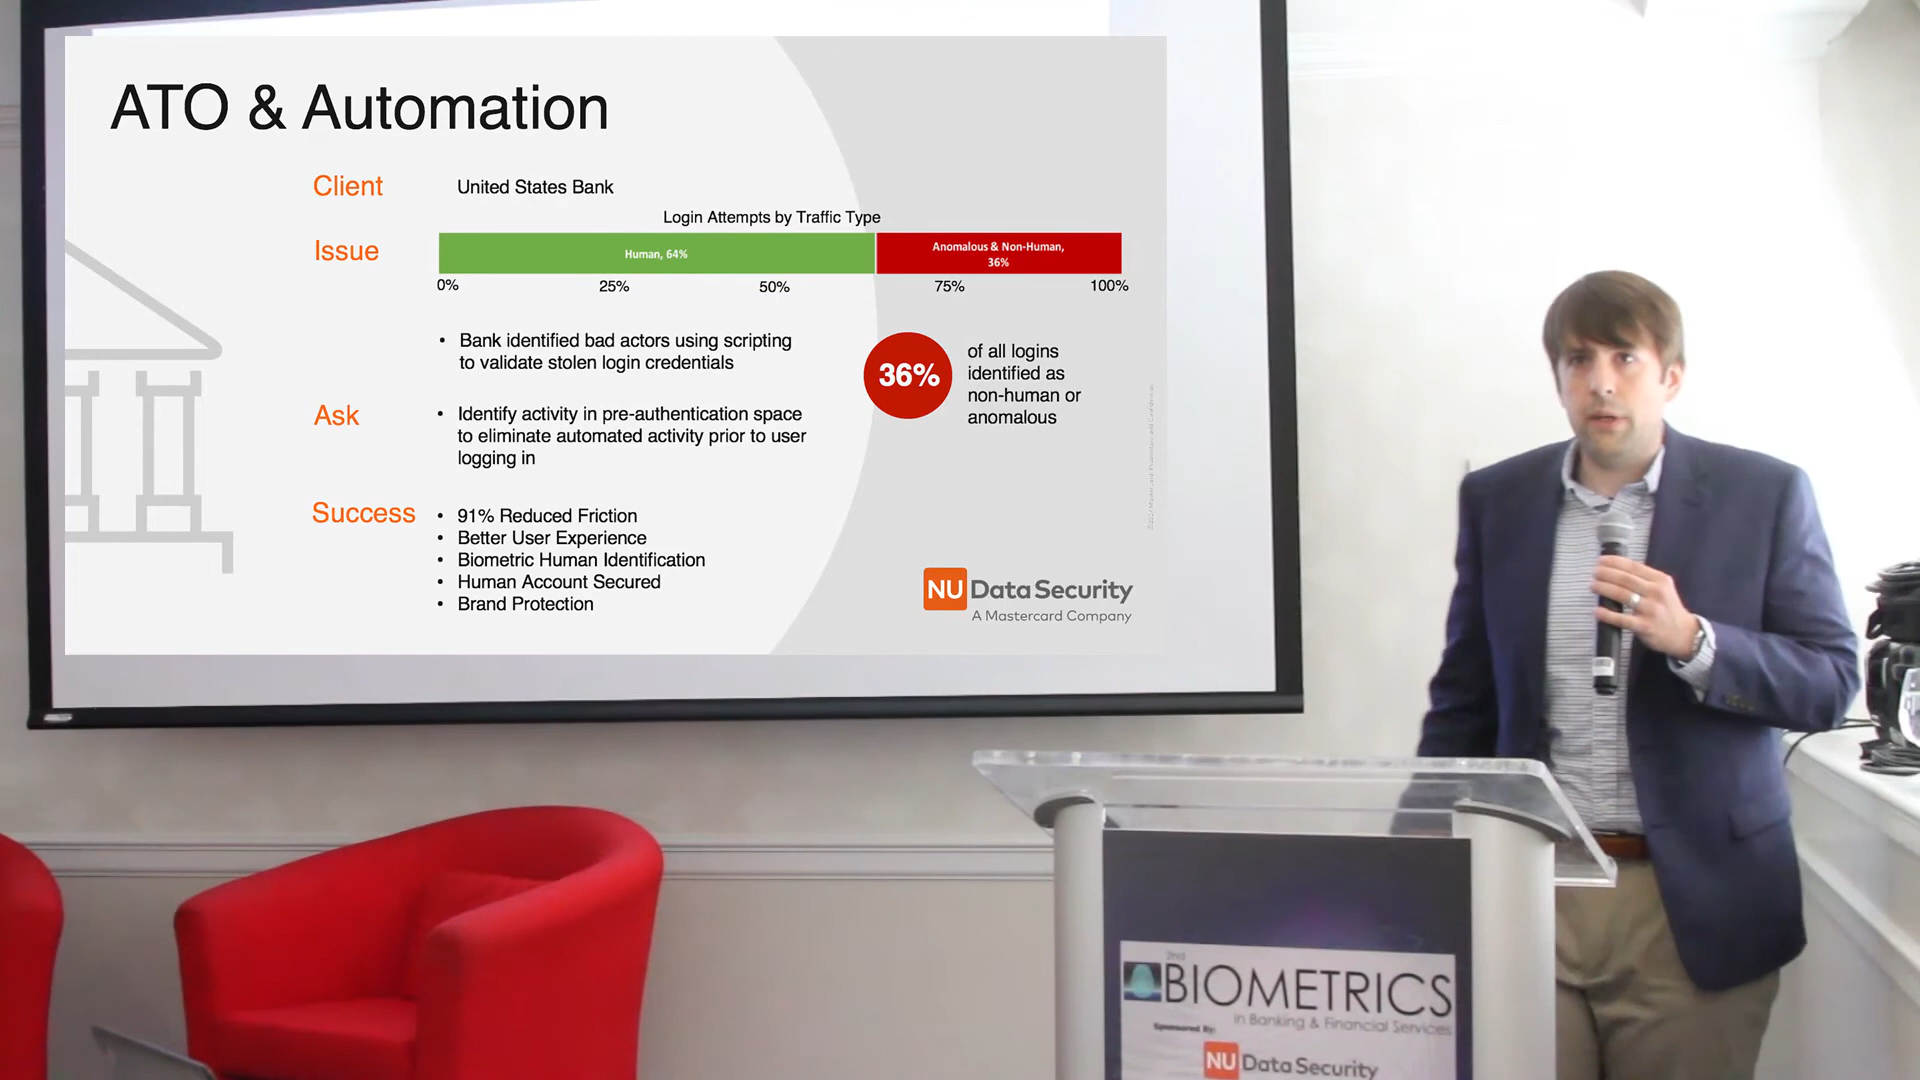 ATO & Automation
Client
United States Bank
Login Attempts by Traffic Type
Issue
Human, 64%
Anomalous & Non-Human,
36%
0%
25%
50%
75%
100%
• Bank identified bad actors using scripting
to validate stolen login credentials
36%
of all logins
identified as
non-human or
anomalous
Ask
• Identify activity in pre-authentication space
to eliminate automated activity prior to user
logging in
Success
• 91% Reduced Friction
• Better User Experience
• Biometric Human Identification
• Human Account Secured
• Brand Protection
NU Data Security
A Mastercard Company
2nd
BIOMETRICS
in Banking & Financial Services
Sponsored By:
NU Data Security